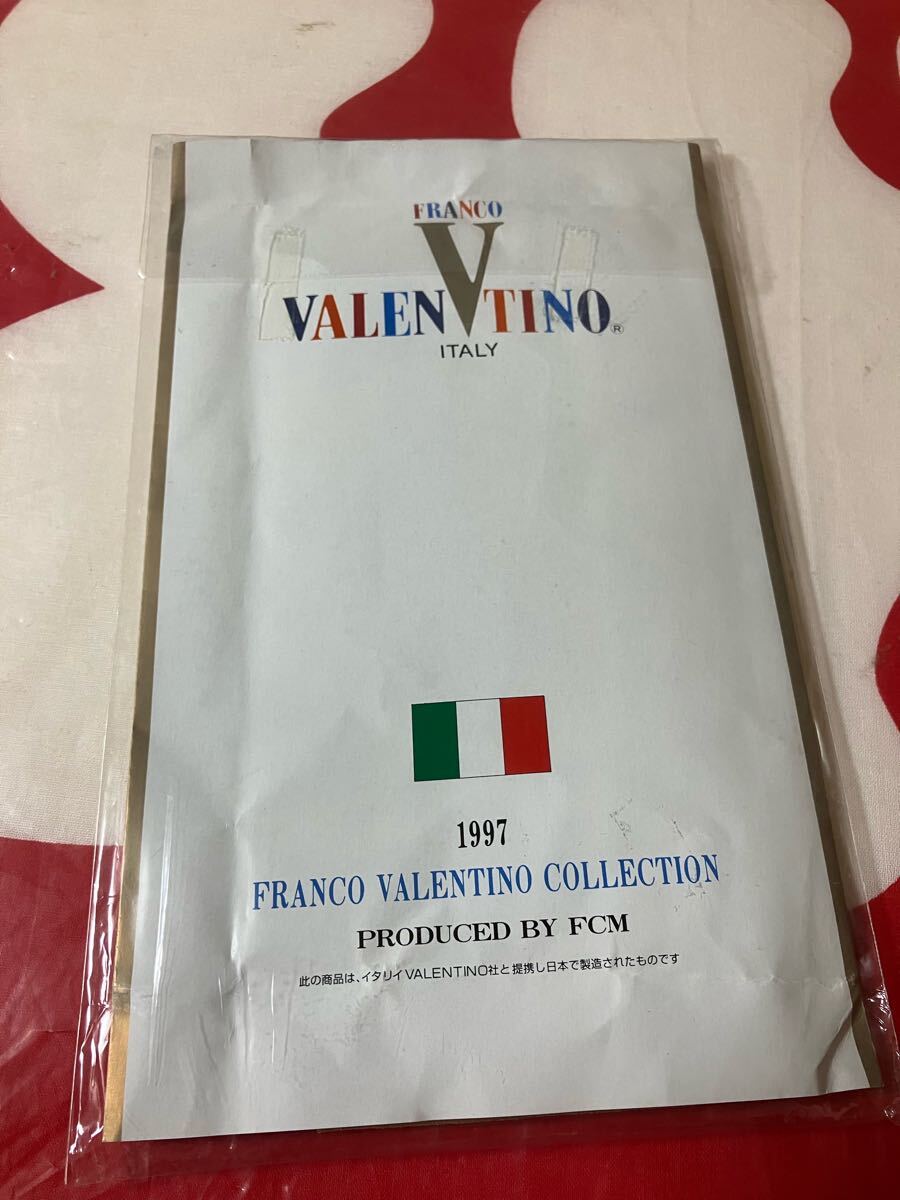 FRANCO
V
VALENTINO®
ITALY
1997
FRANCO VALENTINO COLLECTION
PRODUCED BY FCM
此の商品は、イタリイVALENTINO社と提携し日本で製造されたものです